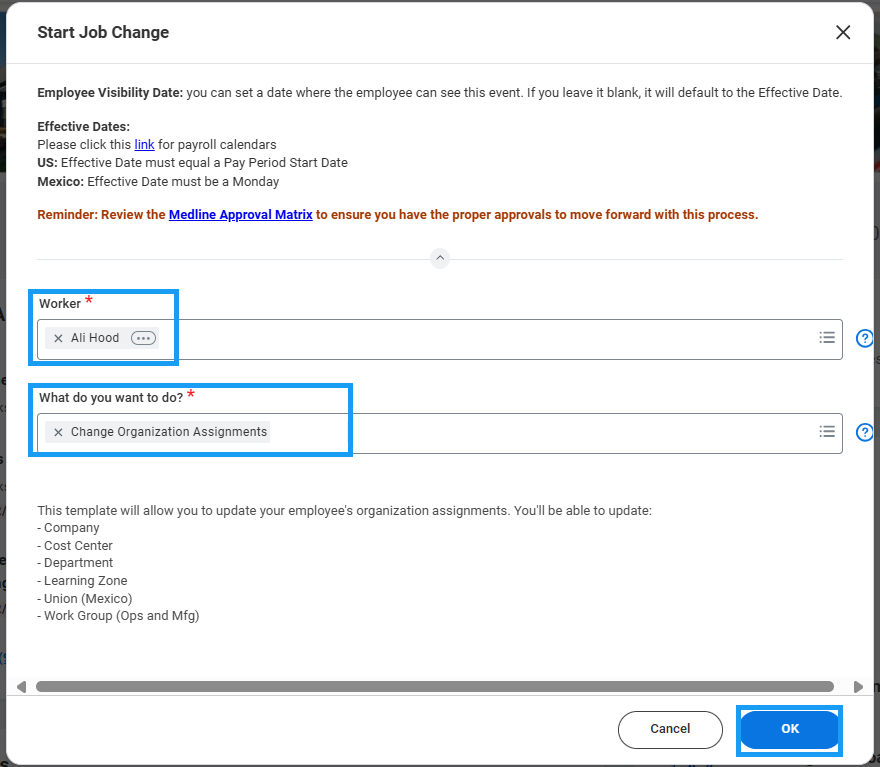 Start Job Change
Employee Visibility Date: you can set a date where the employee can see this event. If you leave it blank, it will default to the Effective Date.
Effective Dates:
Please click this link for payroll calendars
US: Effective Date must equal a Pay Period Start Date
Mexico: Effective Date must be a Monday
Reminder: Review the Medline Approval Matrix to ensure you have the proper approvals to move forward with this process.
Worker *
× Ali Hood
What do you want to do? *
× Change Organization Assignments
This template will allow you to update your employee's organization assignments. You'll be able to update:
- Company
- Cost Center
- Department
- Learning Zone
- Union (Mexico)
- Work Group (Ops and Mfg)
Cancel
OK